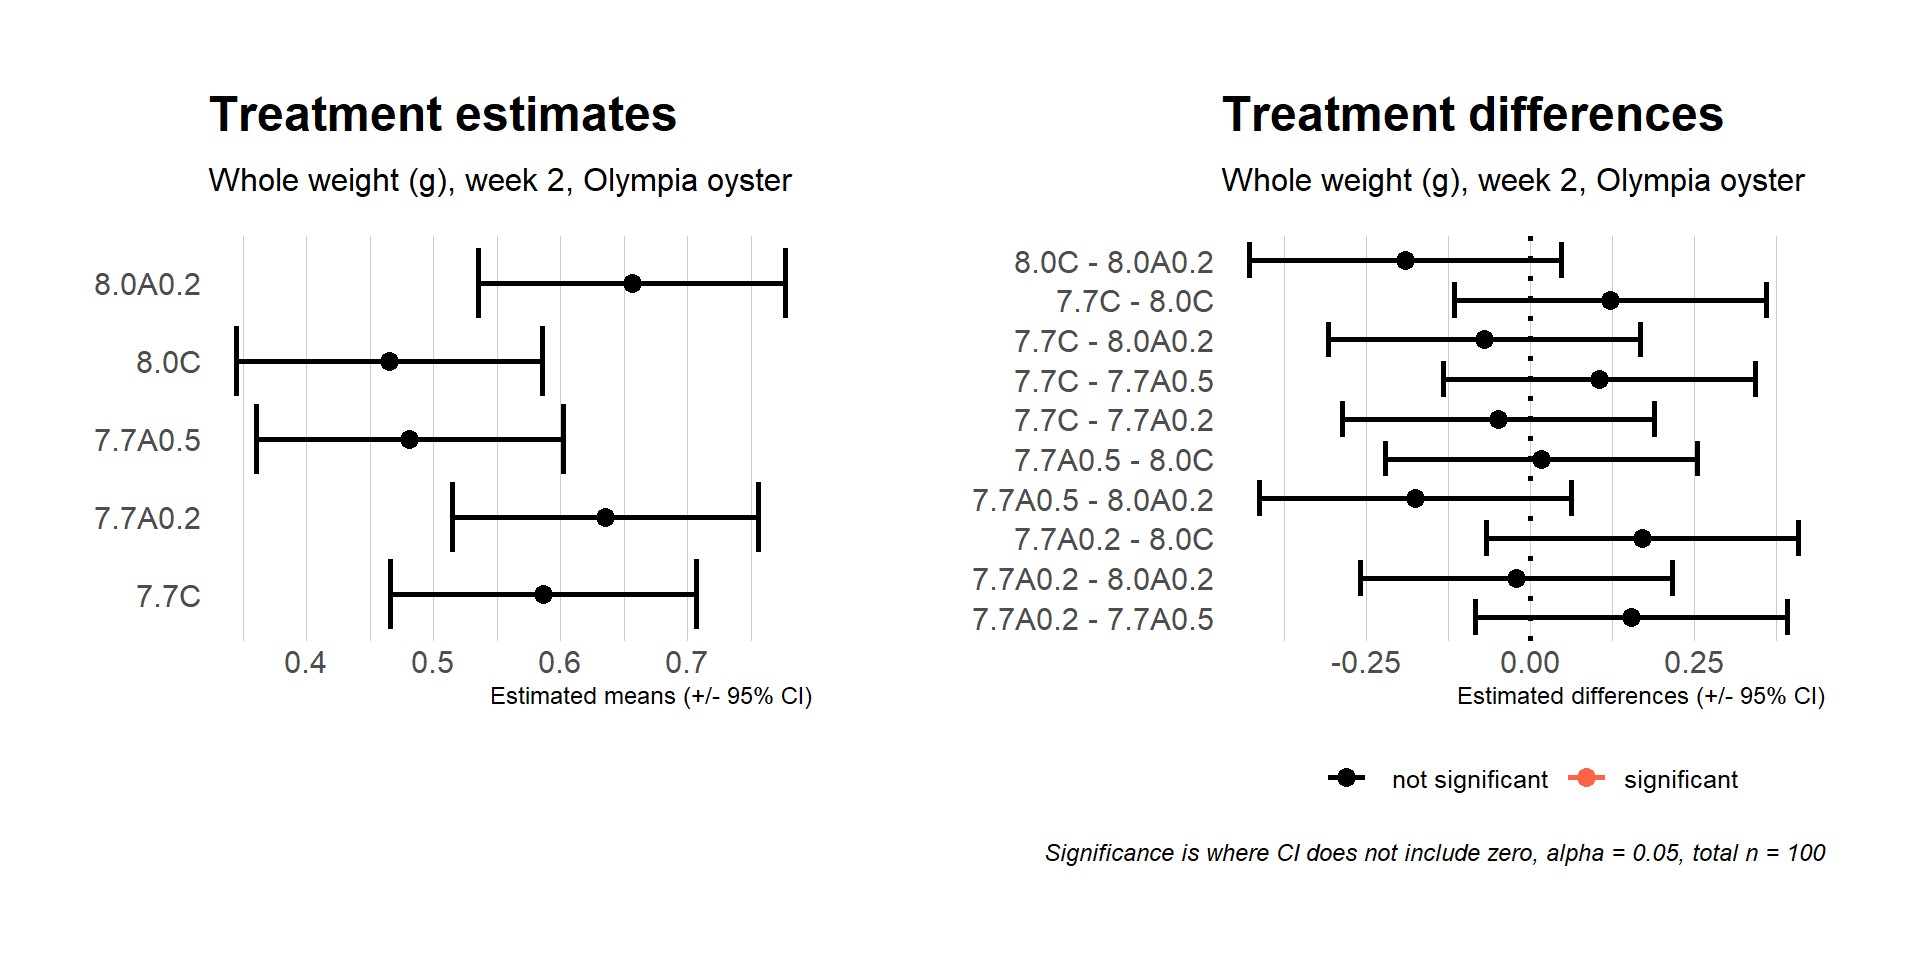 Treatment estimates
Whole weight (g), week 2, Olympia oyster
8.0A0.2
8.0C
7.7A0.5
7.7A0.2
7.7C
0.4 0.5 0.6 0.7
Estimated means (+/- 95% CI)
Treatment differences
Whole weight (g), week 2, Olympia oyster
8.0C - 8.0A0.2
7.7C - 8.0C
7.7C - 8.0A0.2
7.7C - 7.7A0.5
7.7C - 7.7A0.2
7.7A0.5 - 8.0C
7.7A0.5 - 8.0A0.2
7.7A0.2 - 8.0C
7.7A0.2 - 8.0A0.2
7.7A0.2 - 7.7A0.5
-0.25 0.00 0.25
Estimated differences (+/- 95% CI)
not significant significant
Significance is where CI does not include zero, alpha = 0.05, total n = 100